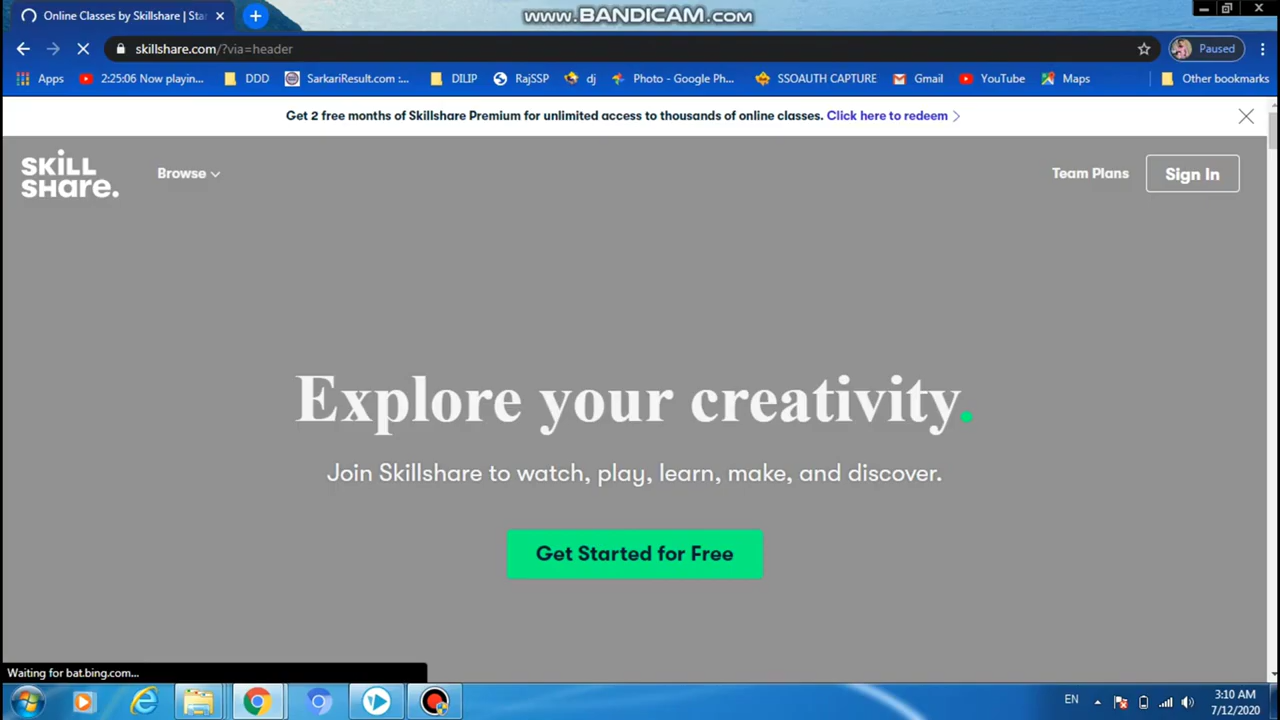 Online Classes by Skillshare | Star
www.BANDICAM.com
skillshare.com/?via=header
Paused
Apps
2:25:06 Now playin...
DDD
SarkariResult.com :...
DILIP
RajSSP
dj
Photo - Google Ph...
SSOAUTH CAPTURE
Gmail
YouTube
Maps
Other bookmarks
Get 2 free months of Skillshare Premium for unlimited access to thousands of online classes. Click here to redeem
SKILL
SHare.
Browse
Team Plans
Sign In
Explore your creativity.
Join Skillshare to watch, play, learn, make, and discover.
Get Started for Free
Waiting for bat.bing.com...
EN
3:10 AM
7/12/2020